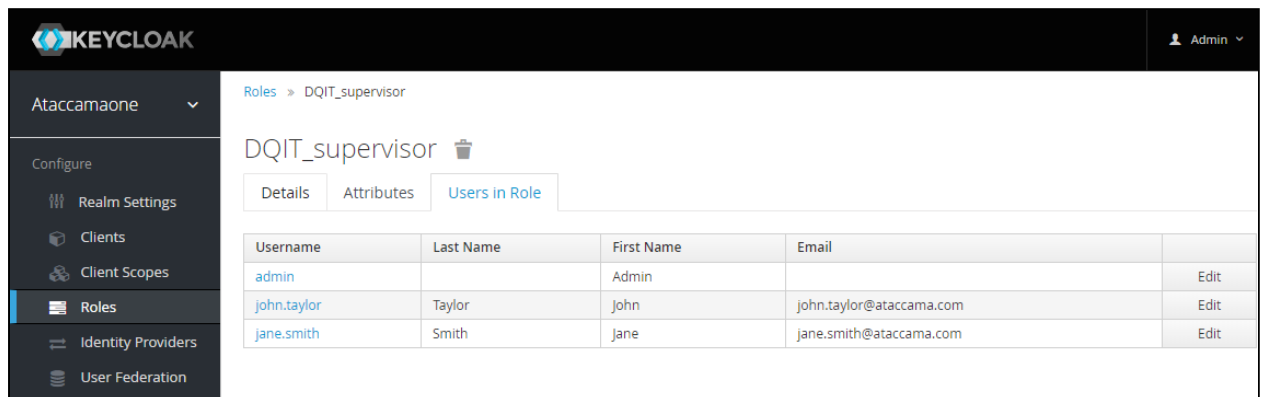 KEYCLOAK
Admin
Ataccamaone
Roles » DQIT_supervisor
DQIT_supervisor
Details Attributes Users in Role
Configure
Realm Settings
Clients
Client Scopes
Roles
Identity Providers
User Federation
Username Last Name First Name Email
admin Admin Edit
john.taylor Taylor John john.taylor@ataccama.com Edit
jane.smith Smith Jane jane.smith@ataccama.com Edit